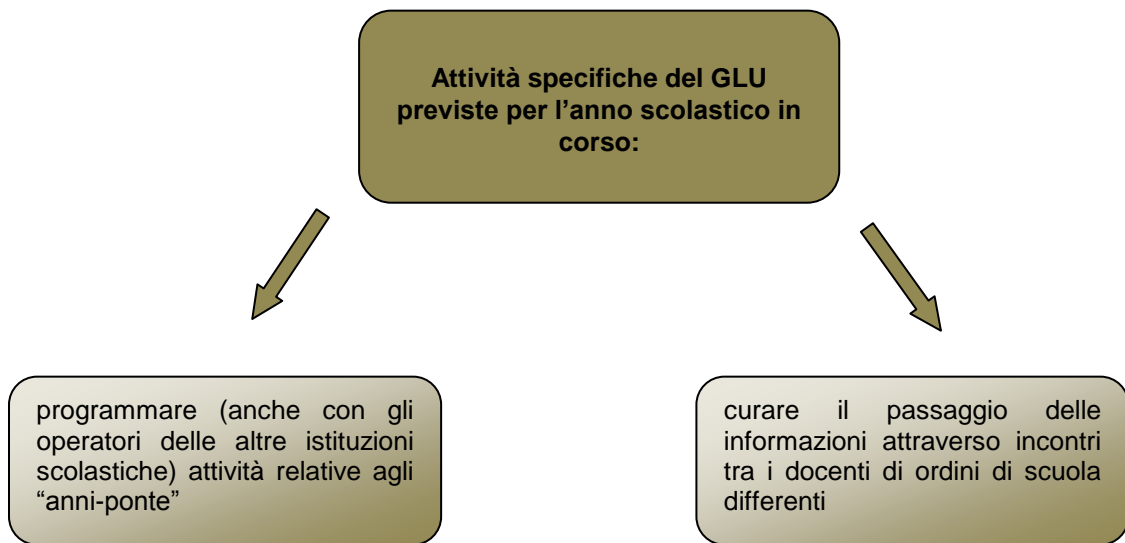 Attività specifiche del GLU
previste per l’anno scolastico in
corso:
programmare (anche con gli
operatori delle altre istituzioni
scolastiche) attività relative agli
“anni-ponte”
curare il passaggio delle
informazioni attraverso incontri
tra i docenti di ordini di scuola
differenti